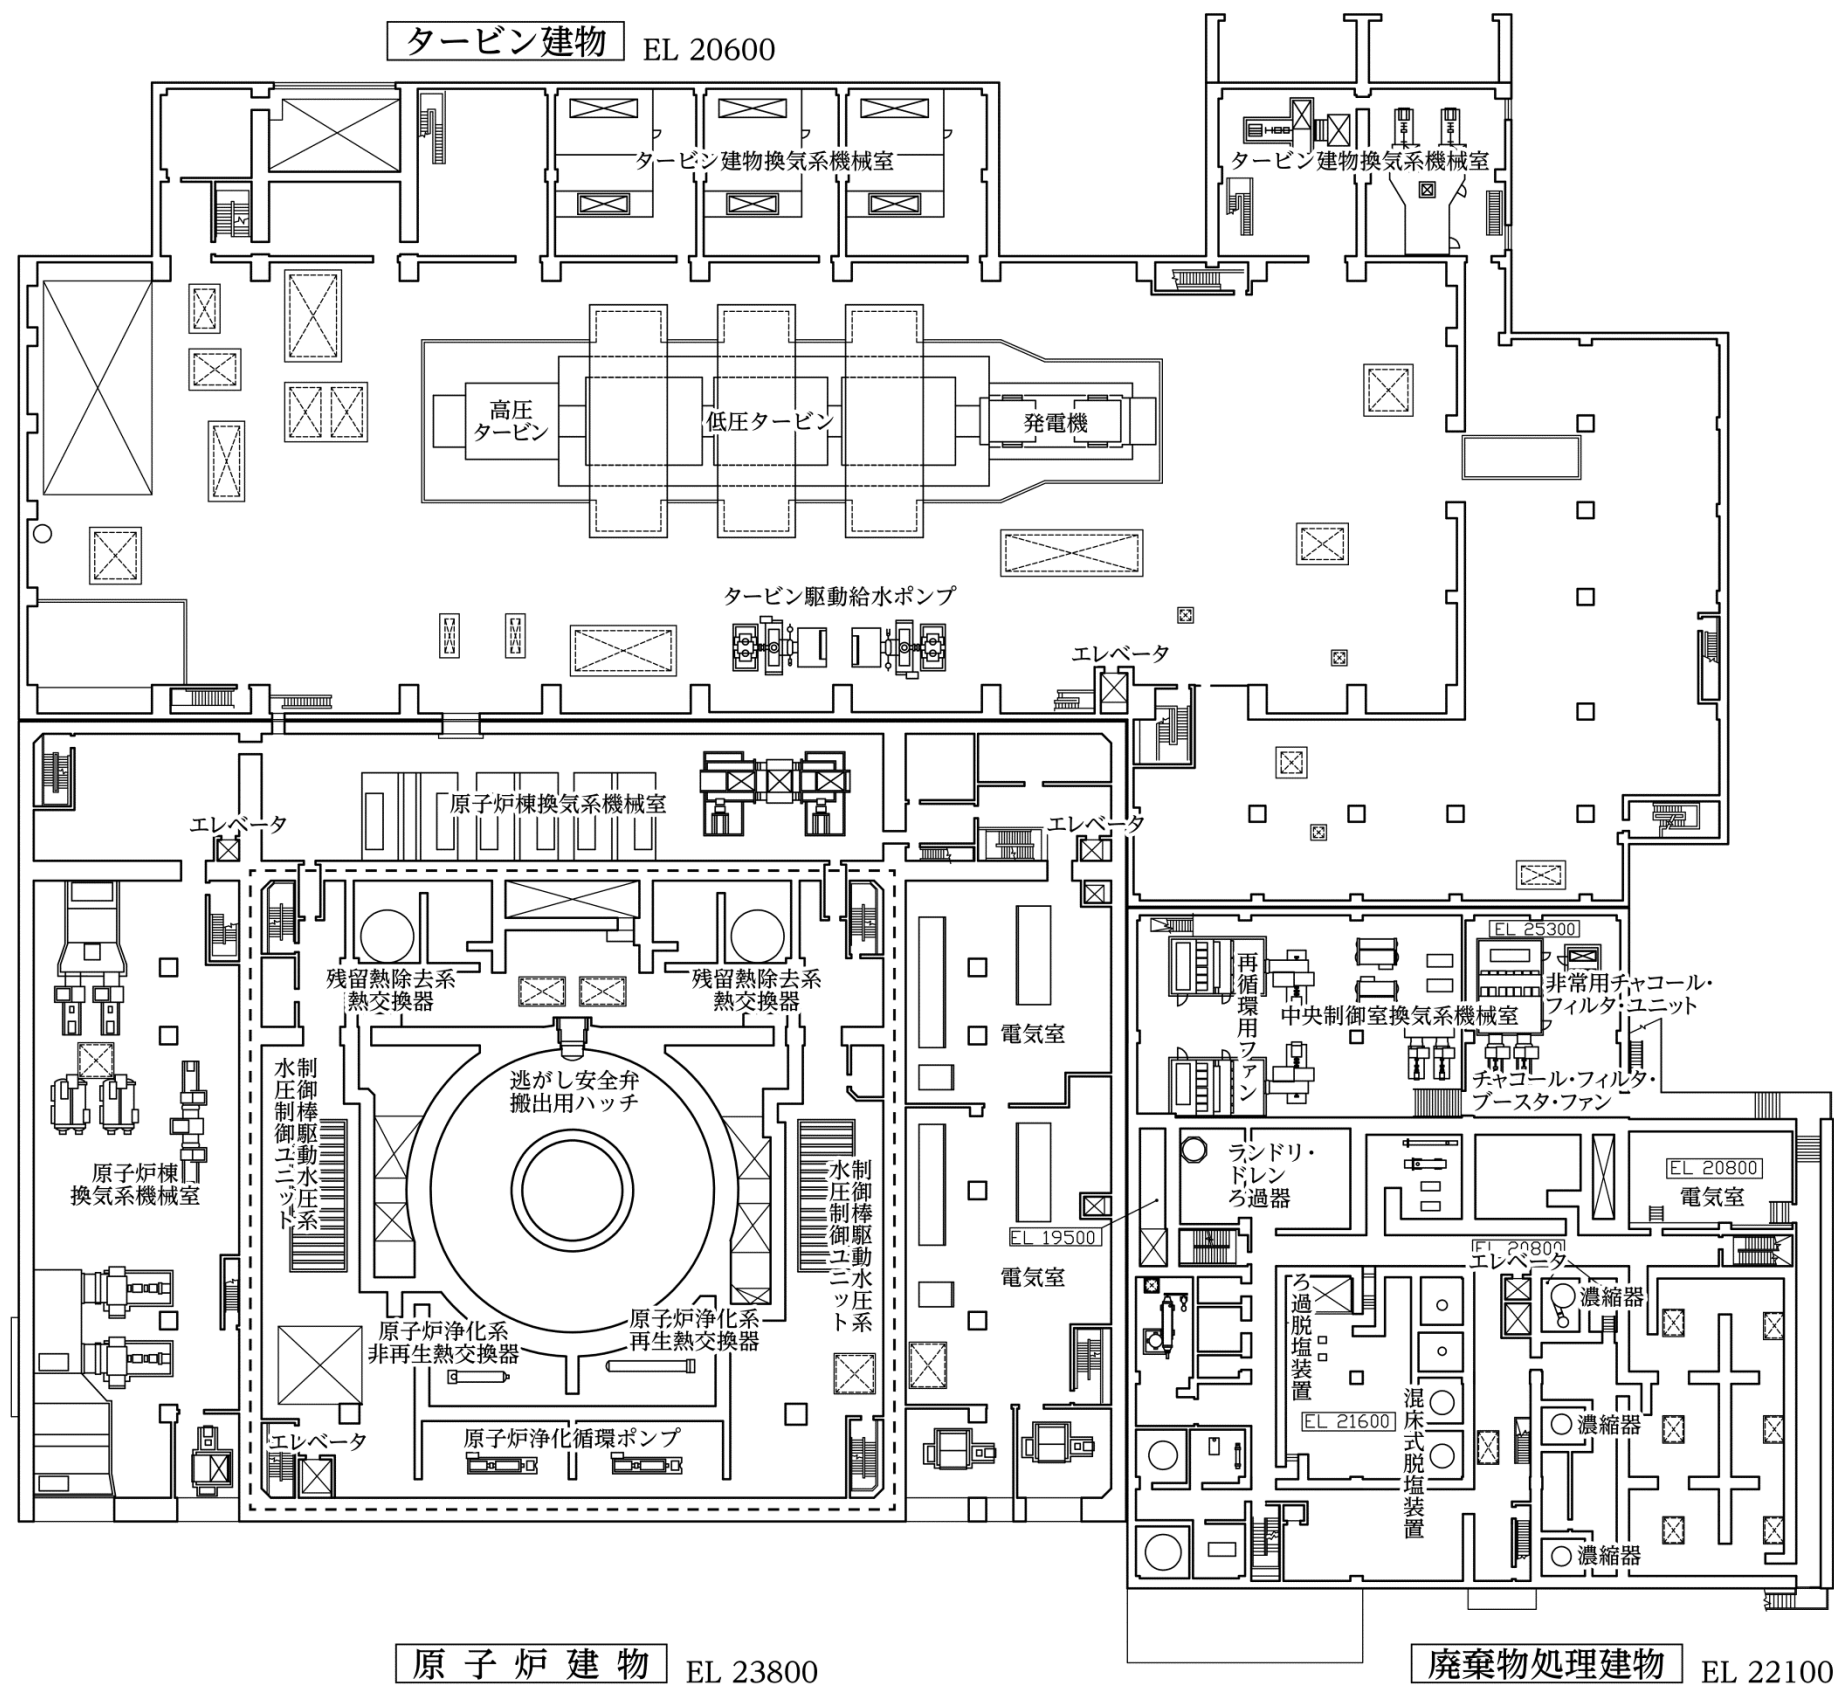 タービン建物 EL 20600
タービン建物換気系機械室
タービン建物換気系機械室
高圧
タービン
低圧タービン
発電機
タービン駆動給水ポンプ
エレベータ
原子炉棟換気系機械室
エレベータ
エレベータ
残留熱除去系
熱交換器
残留熱除去系
熱交換器
電気室
逃がし安全弁
搬出用ハッチ
制御棒駆動水圧系
水圧制御ユニット
制御棒駆動水圧系
水圧制御ユニット
原子炉棟
換気系機械室
電気室
原子炉浄化系
非再生熱交換器
原子炉浄化系
再生熱交換器
原子炉浄化循環ポンプ
エレベータ
EL 25300
再循環用ファン
中央制御室換気系機械室
非常用チャコール・
フィルタ・ユニット
チャコール・フィルタ・
ブースタ・ファン
ランドリ・
ドレン
ろ過器
EL 20800
電気室
EL 19500
EL 20800
エレベータ
ろ過脱塩装置
濃縮器
EL 21600
混床式脱塩装置
濃縮器
濃縮器
原子炉建物 EL 23800
廃棄物処理建物 EL 22100